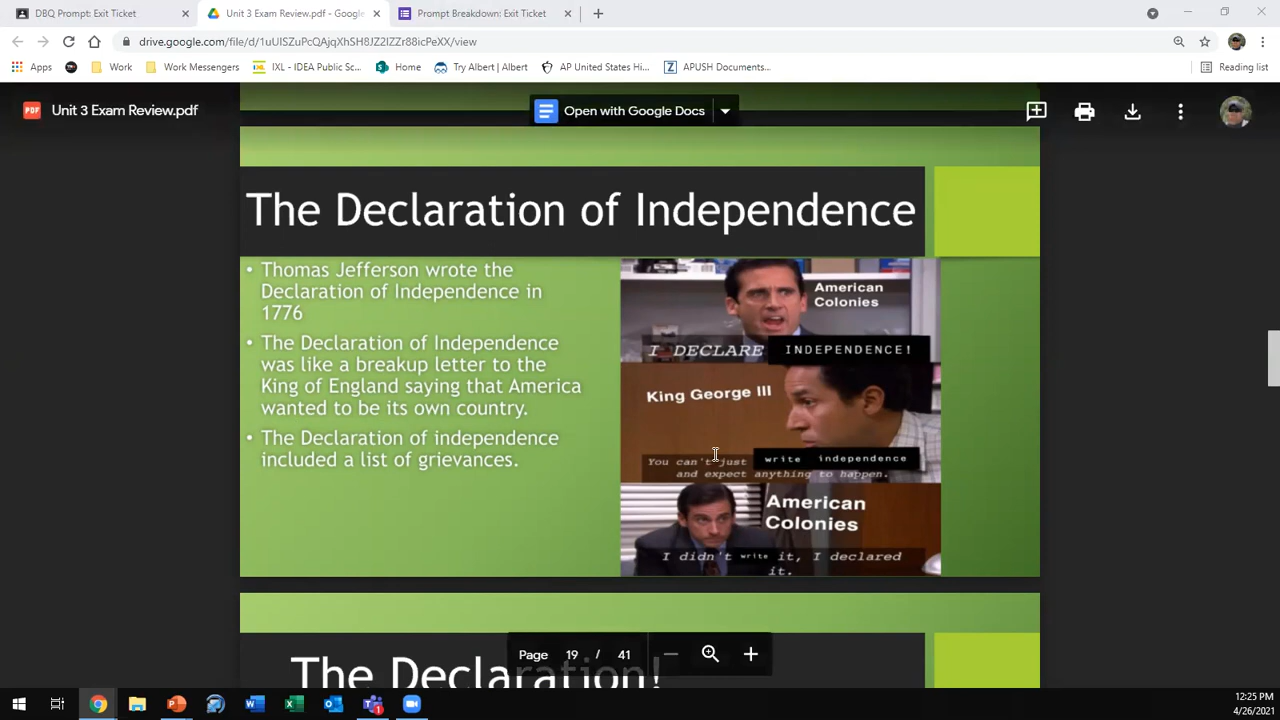 DBQ Prompt: Exit Ticket
Unit 3 Exam Review.pdf - Google
Prompt Breakdown: Exit Ticket
drive.google.com/file/d/1uUISZuPcQAjqXhSH8JZ2IZZr88icPeXX/view
Apps
Work
Work Messengers
IXL - IDEA Public Sc...
Home
Try Albert | Albert
AP United States Hi...
APUSH Documents...
Reading list
PDF
Unit 3 Exam Review.pdf
Open with Google Docs
The Declaration of Independence
• Thomas Jefferson wrote the
Declaration of Independence in
1776
• The Declaration of Independence
was like a breakup letter to the
King of England saying that America
wanted to be its own country.
• The Declaration of independence
included a list of grievances.
American
Colonies
I DECLARE INDEPENDENCE!
King George III
You can't just write independence
and expect anything to happen.
American
Colonies
I didn't write it, I declared
it.
The Declaration!
Page 19 / 41
12:25 PM
4/26/2021